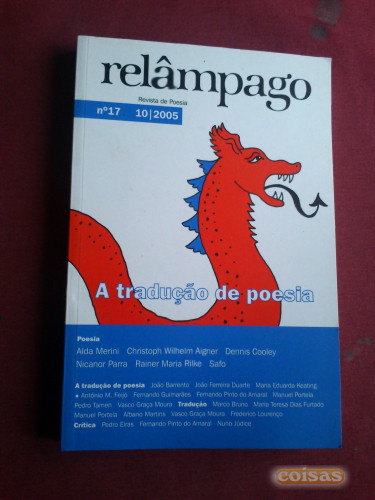 relâmpago
Revista de Poesia
nº17 10|2005
A tradução de poesia
Poesia
Alda Merini Christoph Wilhelm Aigner Dennis Cooley
Nicanor Parra Rainer Maria Rilke Safo
A tradução de poesia João Barrento João Ferreira Duarte Maria Eduarda Keating
António M. Feijó Fernando Guimarães Fernando Pinto do Amaral Manuel Portela
Pedro Tamen Vasco Graça Moura Tradução Marco Bruno Maria Teresa Dias Furtado
Manuel Portela Albano Martins Vasco Graça Moura Frederico Lourenço
Crítica Pedro Eiras Fernando Pinto do Amaral Nuno Júdice
coisas